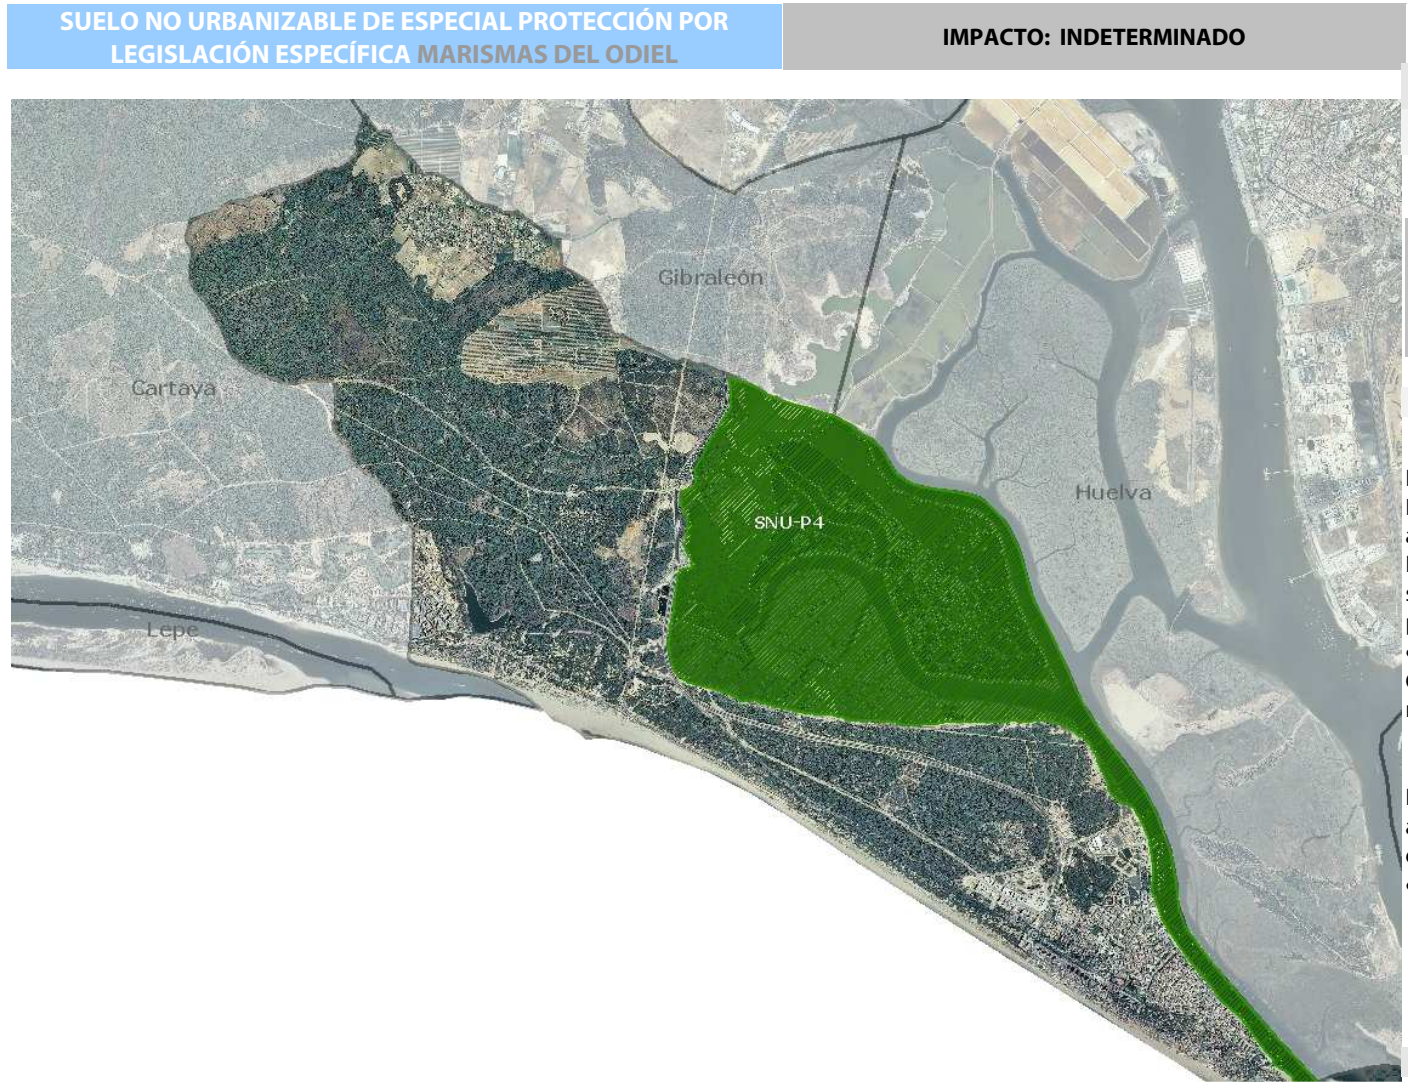 SUELO NO URBANIZABLE DE ESPECIAL PROTECCIÓN POR
LEGISLACIÓN ESPECÍFICA MARISMAS DEL ODIEL
IMPACTO: INDETERMINADO
Gibraleón
Cartaya
Huelva
SNU-P4
Lepe